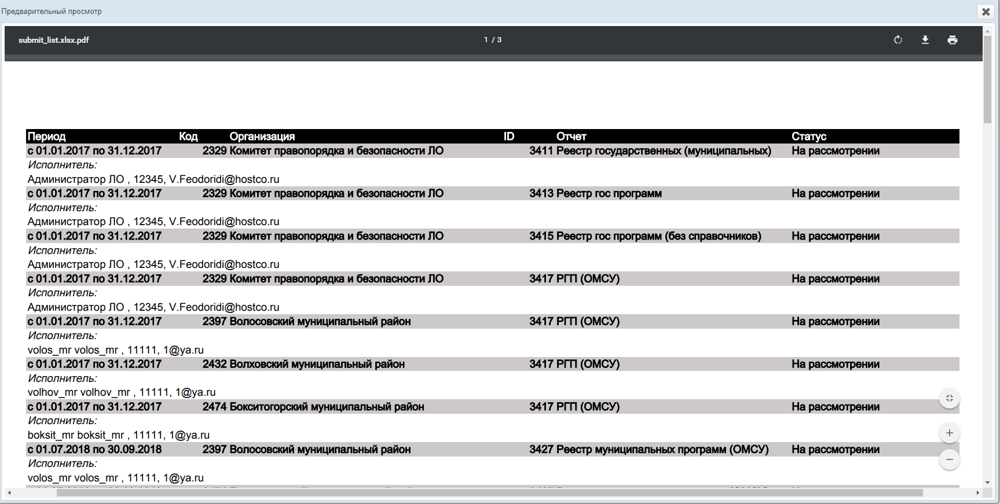 Предварительный просмотр
submit_list.xlsx.pdf 1 / 3
Период Код Организация ID Отчет Статус
с 01.01.2017 по 31.12.2017 2329 Комитет правопорядка и безопасности ЛО 3411 Реестр государственных (муниципальных) На рассмотрении
Исполнитель:
Администратор ЛО , 12345, V.Feodoridi@hostco.ru
с 01.01.2017 по 31.12.2017 2329 Комитет правопорядка и безопасности ЛО 3413 Реестр гос программ На рассмотрении
Исполнитель:
Администратор ЛО , 12345, V.Feodoridi@hostco.ru
с 01.01.2017 по 31.12.2017 2329 Комитет правопорядка и безопасности ЛО 3415 Реестр гос программ (без справочников) На рассмотрении
Исполнитель:
Администратор ЛО , 12345, V.Feodoridi@hostco.ru
с 01.01.2017 по 31.12.2017 2329 Комитет правопорядка и безопасности ЛО 3417 РГП (ОМСУ) На рассмотрении
Исполнитель:
Администратор ЛО , 12345, V.Feodoridi@hostco.ru
с 01.01.2017 по 31.12.2017 2397 Волосовский муниципальный район 3417 РГП (ОМСУ) На рассмотрении
Исполнитель:
volos_mr volos_mr , 11111, 1@ya.ru
с 01.01.2017 по 31.12.2017 2432 Волховский муниципальный район 3417 РГП (ОМСУ) На рассмотрении
Исполнитель:
volhov_mr volhov_mr , 11111, 1@ya.ru
с 01.01.2017 по 31.12.2017 2474 Бокситогорский муниципальный район 3417 РГП (ОМСУ) На рассмотрении
Исполнитель:
boksit_mr boksit_mr , 11111, 1@ya.ru
с 01.07.2018 по 30.09.2018 2397 Волосовский муниципальный район 3427 Реестр муниципальных программ (ОМСУ) На рассмотрении
Исполнитель:
volos_mr volos_mr , 11111, 1@ya.ru